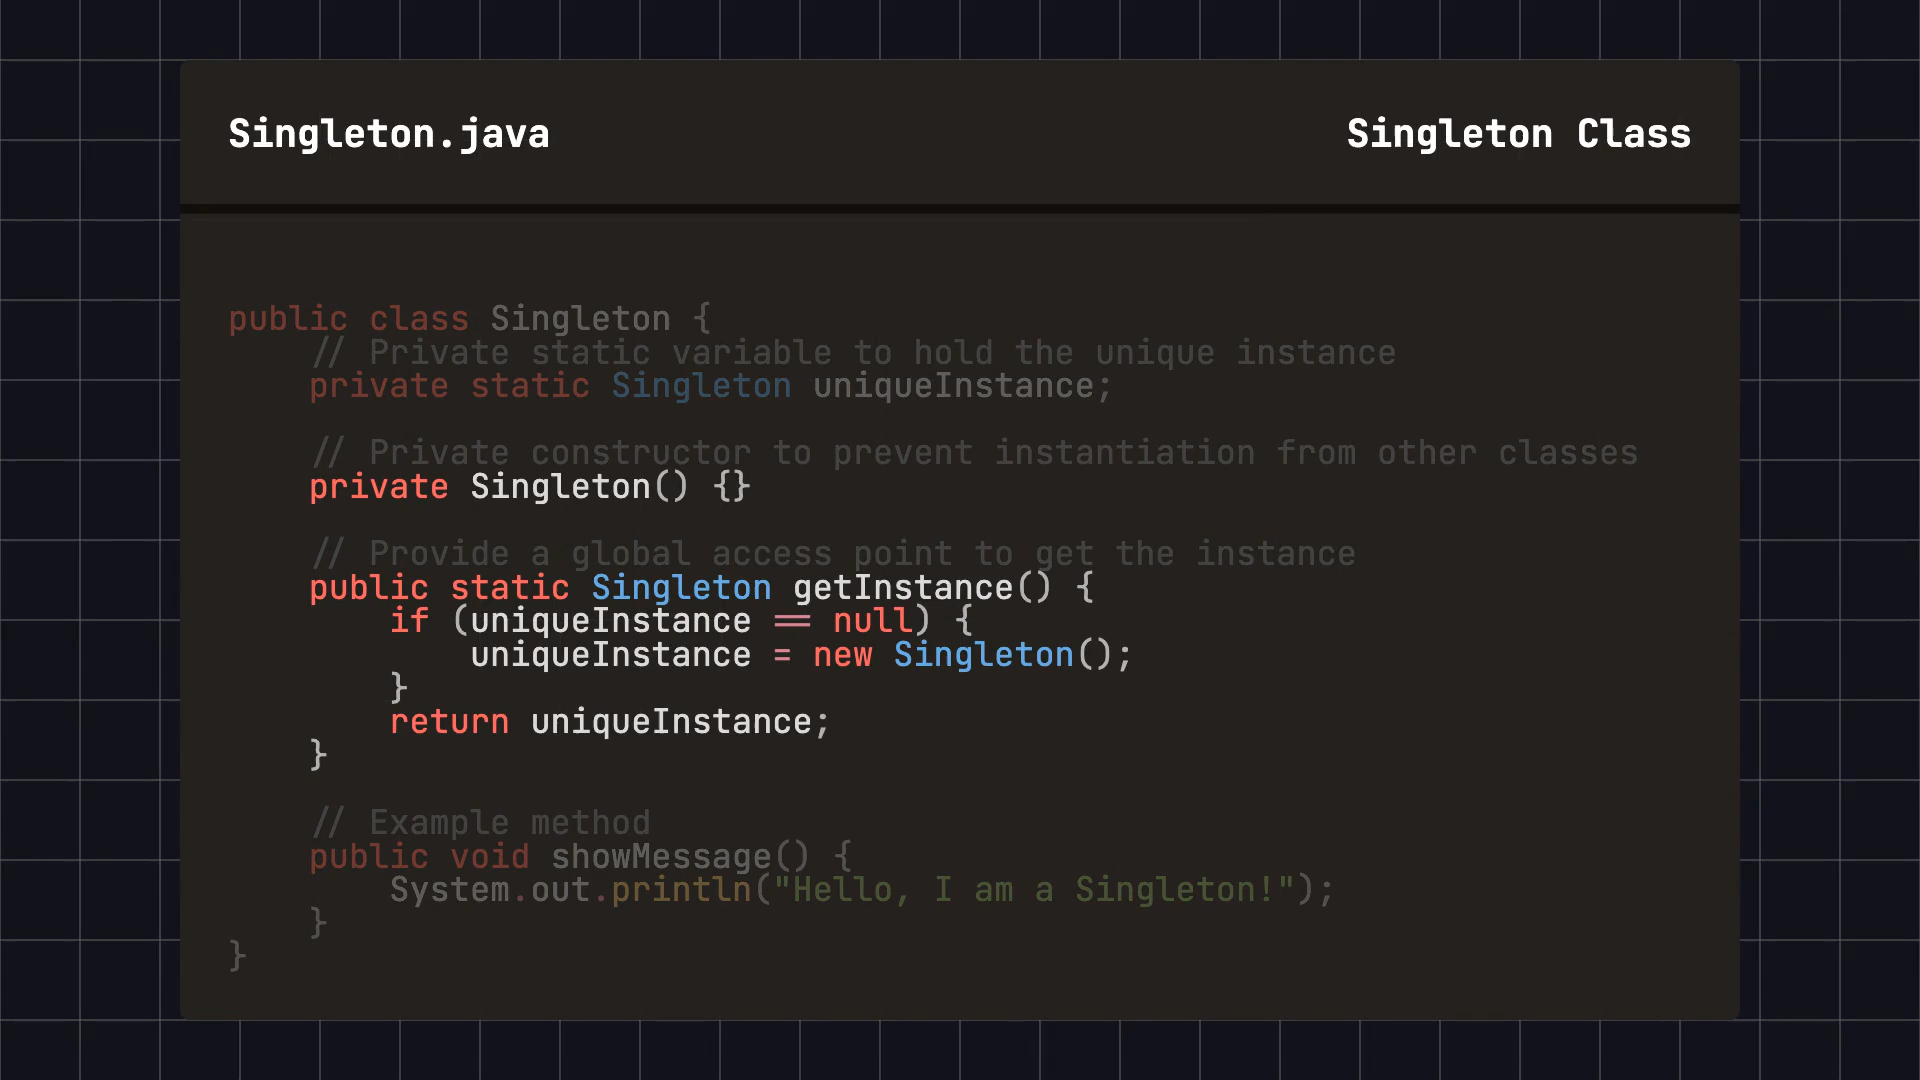 Singleton.java
Singleton Class
public class Singleton {
    // Private static variable to hold the unique instance
    private static Singleton uniqueInstance;
    // Private constructor to prevent instantiation from other classes
    private Singleton() {}
    // Provide a global access point to get the instance
    public static Singleton getInstance() {
        if (uniqueInstance == null) {
            uniqueInstance = new Singleton();
        }
        return uniqueInstance;
    }
    // Example method
    public void showMessage() {
        System.out.println("Hello, I am a Singleton!");
    }
}